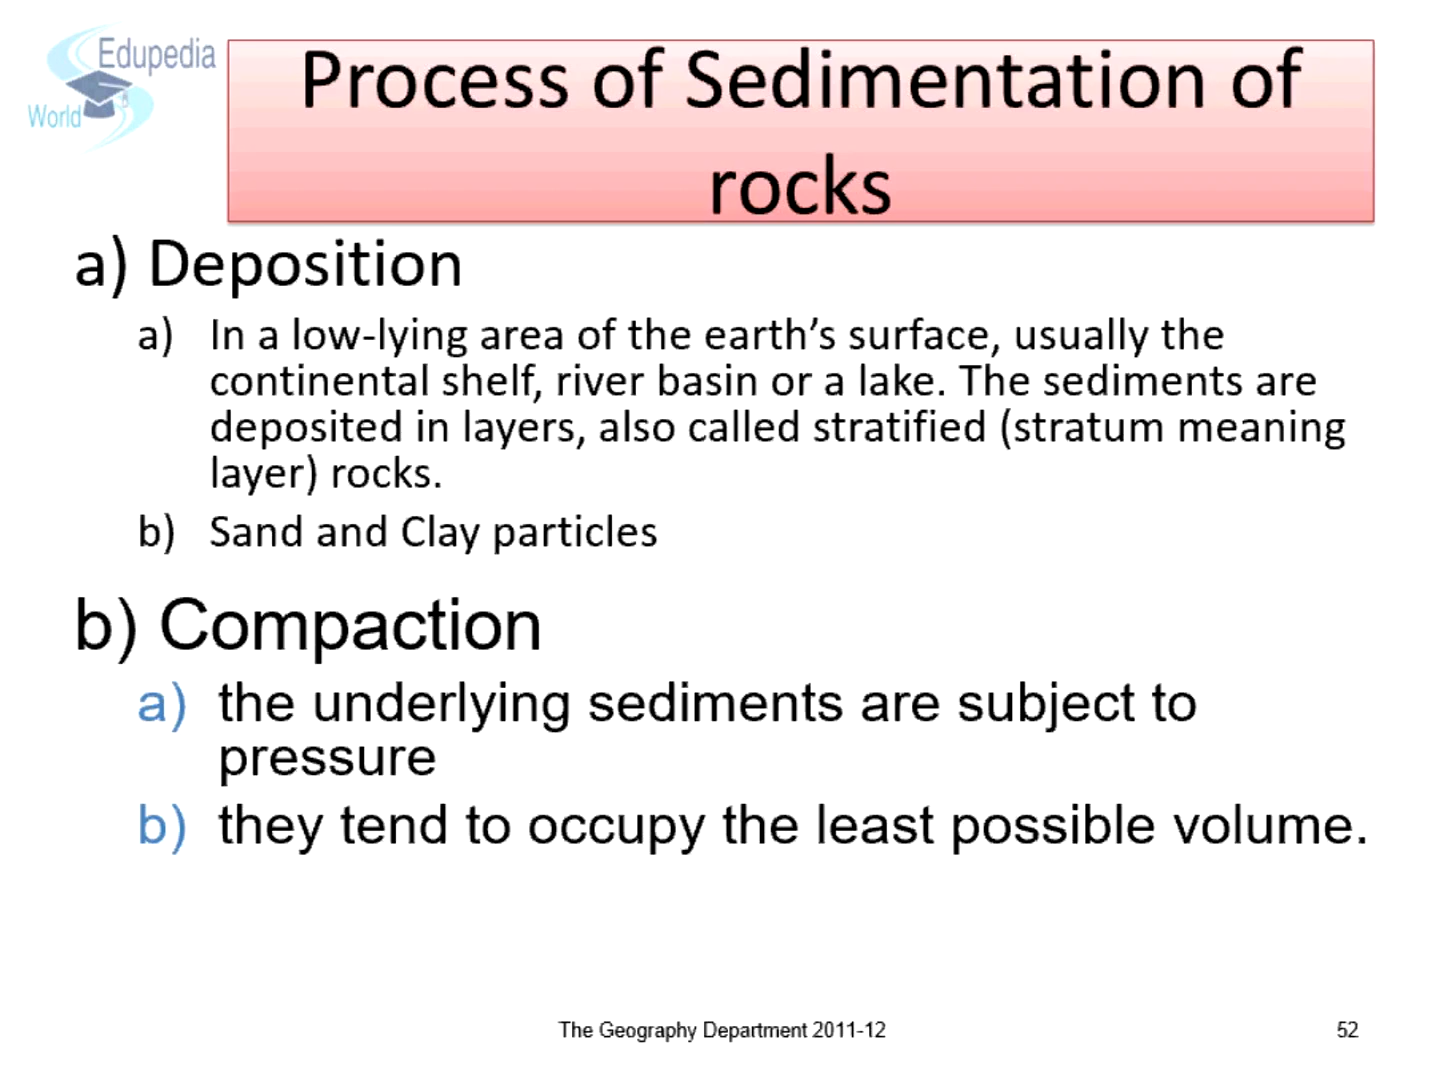 Edupedia
World
Process of Sedimentation of
rocks
a) Deposition
a) In a low-lying area of the earth’s surface, usually the
continental shelf, river basin or a lake. The sediments are
deposited in layers, also called stratified (stratum meaning
layer) rocks.
b) Sand and Clay particles
b) Compaction
a) the underlying sediments are subject to
pressure
b) they tend to occupy the least possible volume.
The Geography Department 2011-12
52